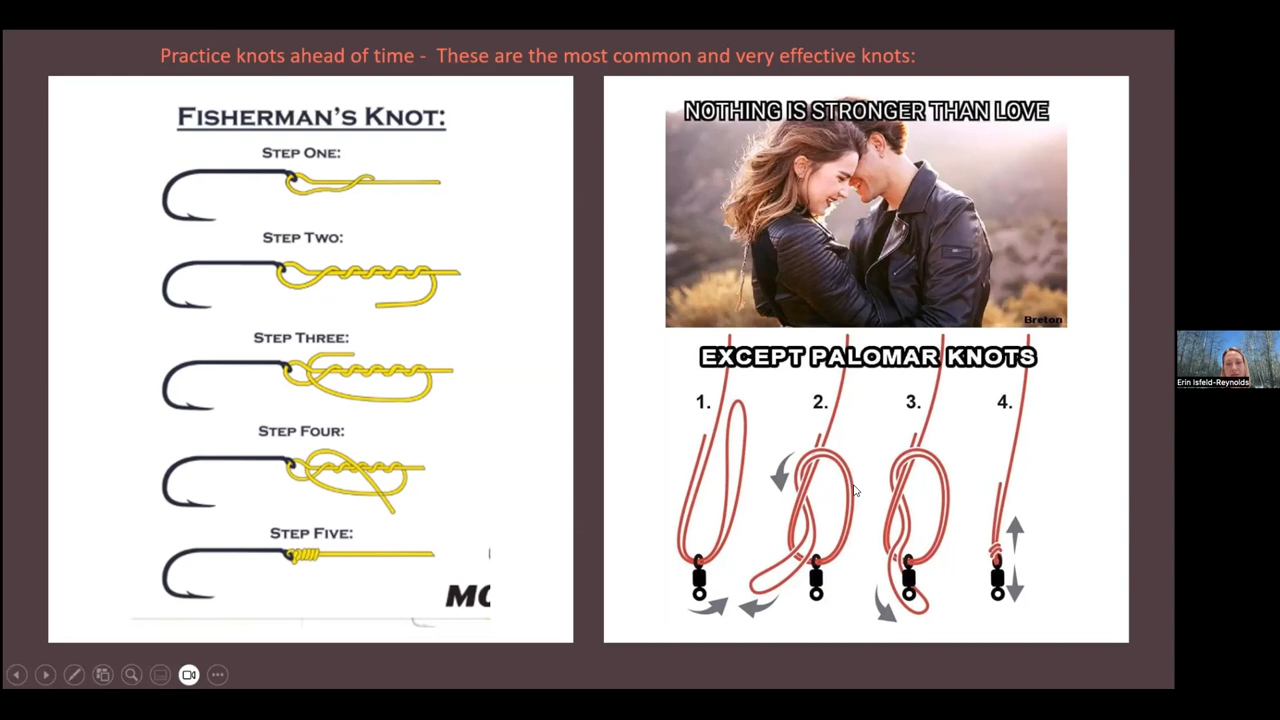 Practice knots ahead of time -  These are the most common and very effective knots:
FISHERMAN'S KNOT:
STEP ONE:
STEP TWO:
STEP THREE:
STEP FOUR:
STEP FIVE:
MC
NOTHING IS STRONGER THAN LOVE
Breton
EXCEPT PALOMAR KNOTS
1.
2.
3.
4.
Erin Isfeld-Reynolds